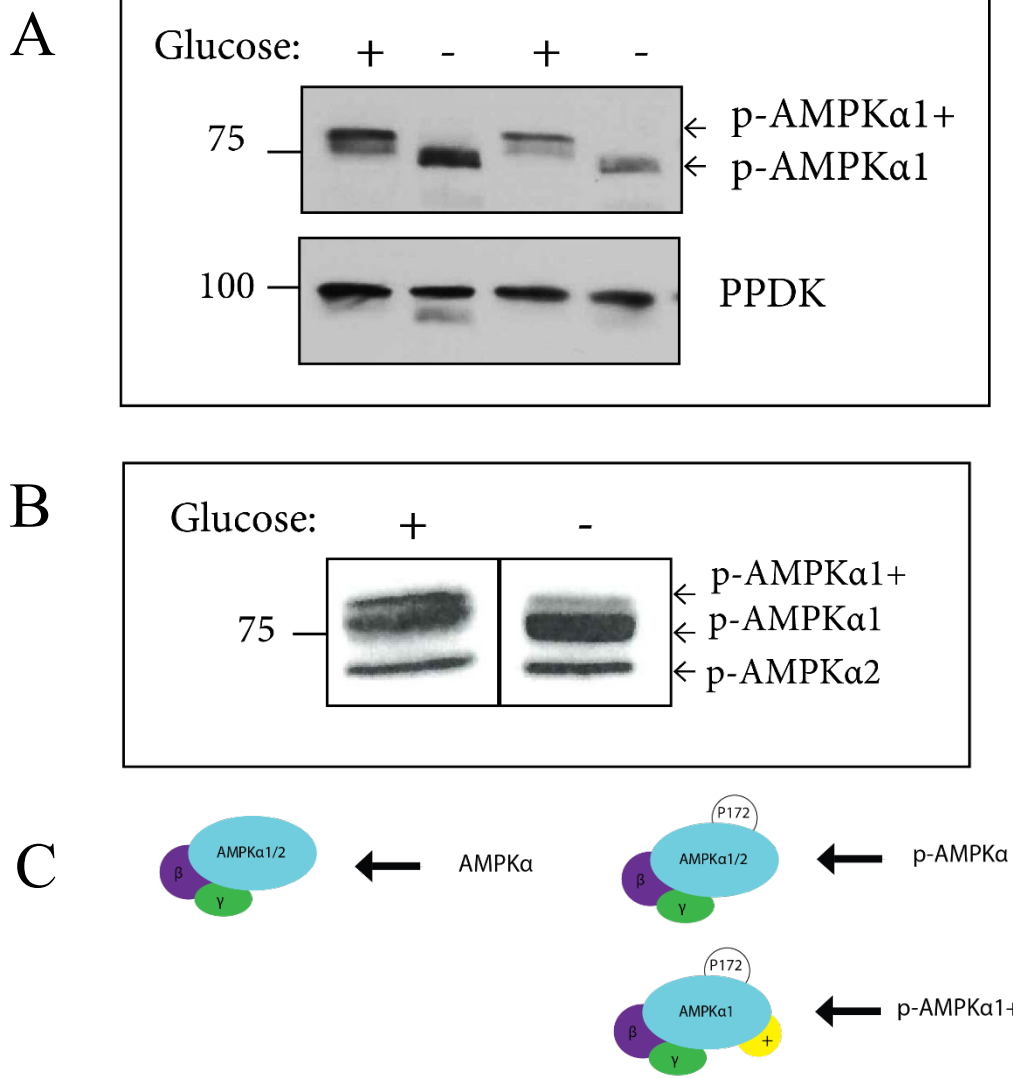 A
Glucose: + - + -
75
p-AMPKα1+
p-AMPKα1
100
PPDK
B
Glucose: + -
75
p-AMPKα1+
p-AMPKα1
p-AMPKα2
C
AMPKα1/2
β
γ
AMPKα
P172
AMPKα1/2
β
γ
p-AMPKα
P172
AMPKα1
β
γ
+
p-AMPKα1+